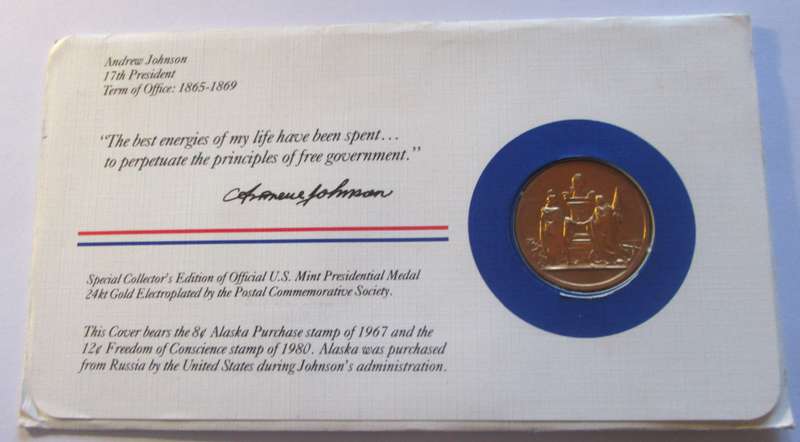 Andrew Johnson
17th President
Term of Office: 1865-1869
"The best energies of my life have been spent...
to perpetuate the principles of free government."
Andrew Johnson
Special Collector's Edition of Official U.S. Mint Presidential Medal
24kt Gold Electroplated by the Postal Commemorative Society.
This Cover bears the 8¢ Alaska Purchase stamp of 1967 and the
12¢ Freedom of Conscience stamp of 1980. Alaska was purchased
from Russia by the United States during Johnson's administration.